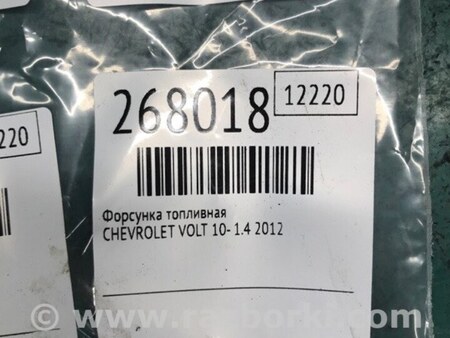 268018
12220
220
Форсунка топливная
CHEVROLET VOLT 10- 1.4 2012
© www.razborki.com